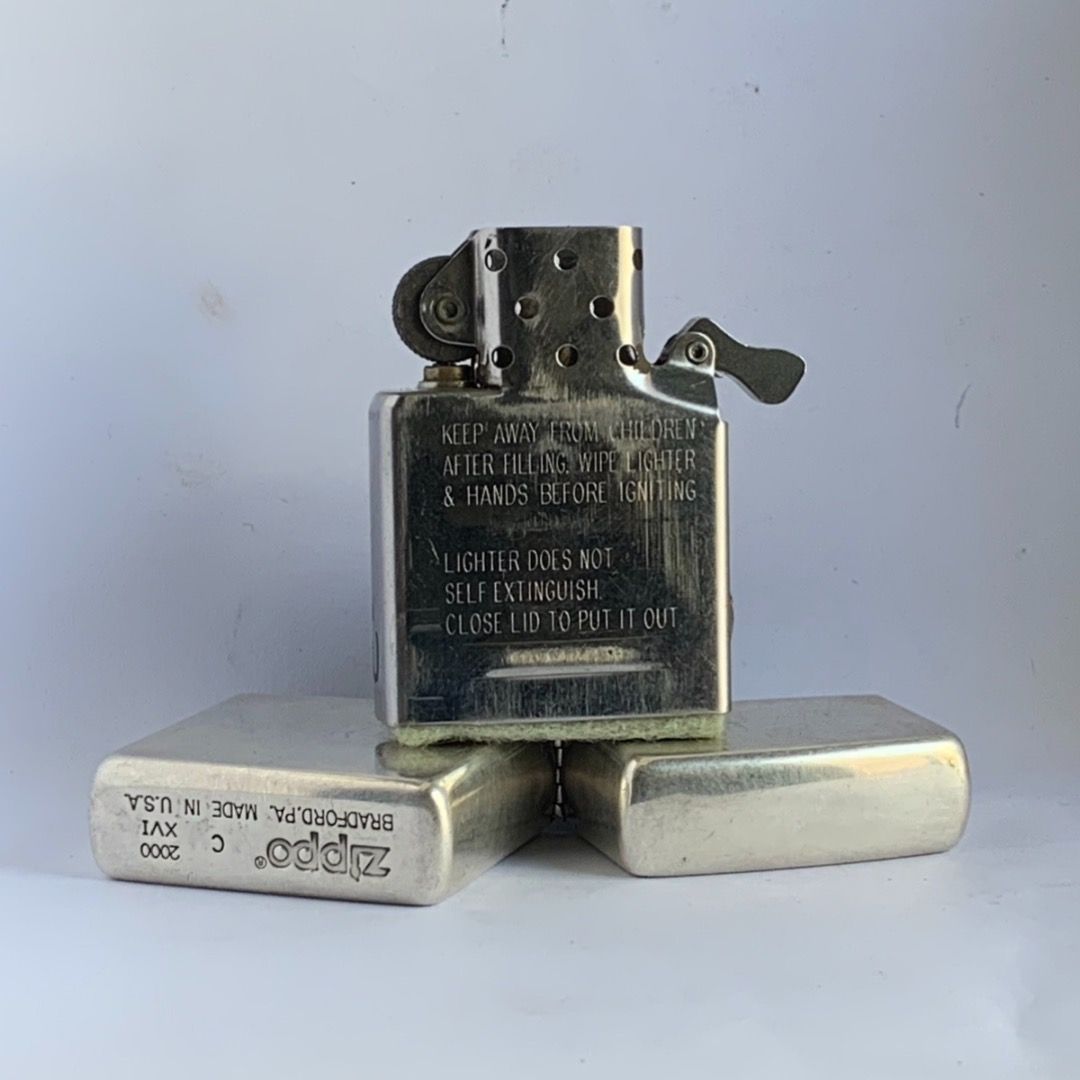 KEEP AWAY FROM CHILDREN
AFTER FILLING, WIPE LIGHTER
& HANDS BEFORE IGNITING
LIGHTER DOES NOT
SELF EXTINGUISH.
CLOSE LID TO PUT IT OUT
zippo® C 2000
XVI
BRADFORD,PA. MADE IN U.S.A.